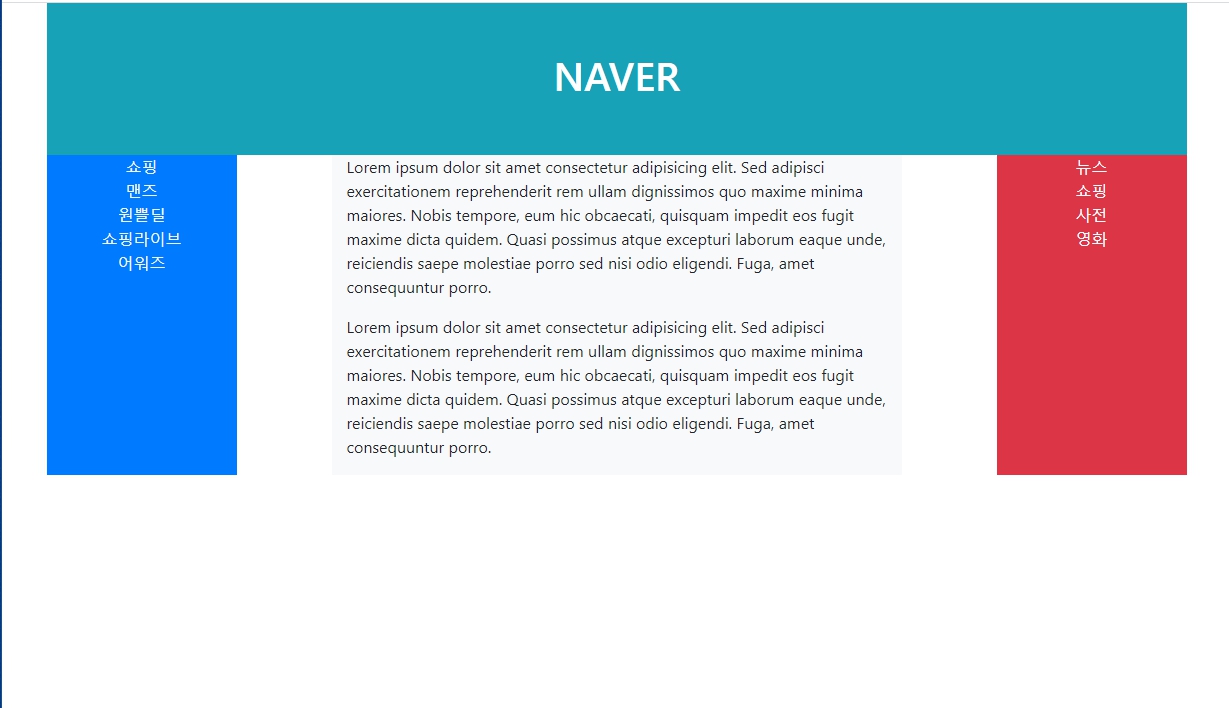 NAVER
쇼핑
맨즈
원쁠딜
쇼핑라이브
어워즈
Lorem ipsum dolor sit amet consectetur adipisicing elit. Sed adipisci
exercitationem reprehenderit rem ullam dignissimos quo maxime minima
maiores. Nobis tempore, eum hic obcaecati, quisquam impedit eos fugit
maxime dicta quidem. Quasi possimus atque excepturi laborum eaque unde,
reiciendis saepe molestiae porro sed nisi odio eligendi. Fuga, amet
consequuntur porro.
Lorem ipsum dolor sit amet consectetur adipisicing elit. Sed adipisci
exercitationem reprehenderit rem ullam dignissimos quo maxime minima
maiores. Nobis tempore, eum hic obcaecati, quisquam impedit eos fugit
maxime dicta quidem. Quasi possimus atque excepturi laborum eaque unde,
reiciendis saepe molestiae porro sed nisi odio eligendi. Fuga, amet
consequuntur porro.
뉴스
쇼핑
사전
영화